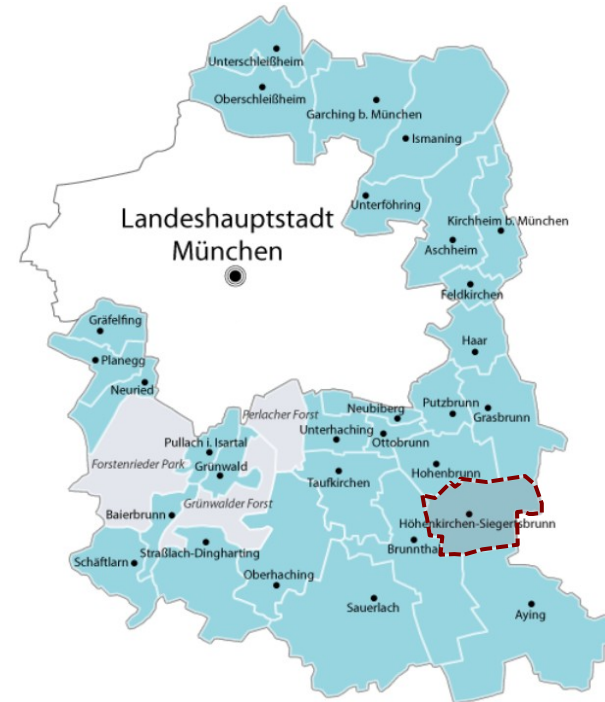 Unterschleißheim
Oberschleißheim
Garching b. München
Ismaning
Unterföhring
Landeshauptstadt
München
Kirchheim b. München
Aschheim
Feldkirchen
Gräfelfing
Haar
Planegg
Neuried
Perlacher Forst
Neubiberg
Putzbrunn
Grasbrunn
Pullach i. Isartal
Unterhaching
Ottobrunn
Forstenrieder Park
Grünwald
Taufkirchen
Hohenbrunn
Grünwalder Forst
Baierbrunn
Höhenkirchen-Siegertsbrunn
Straßlach-Dingharting
Brunnthal
Schäftlarn
Oberhaching
Sauerlach
Aying